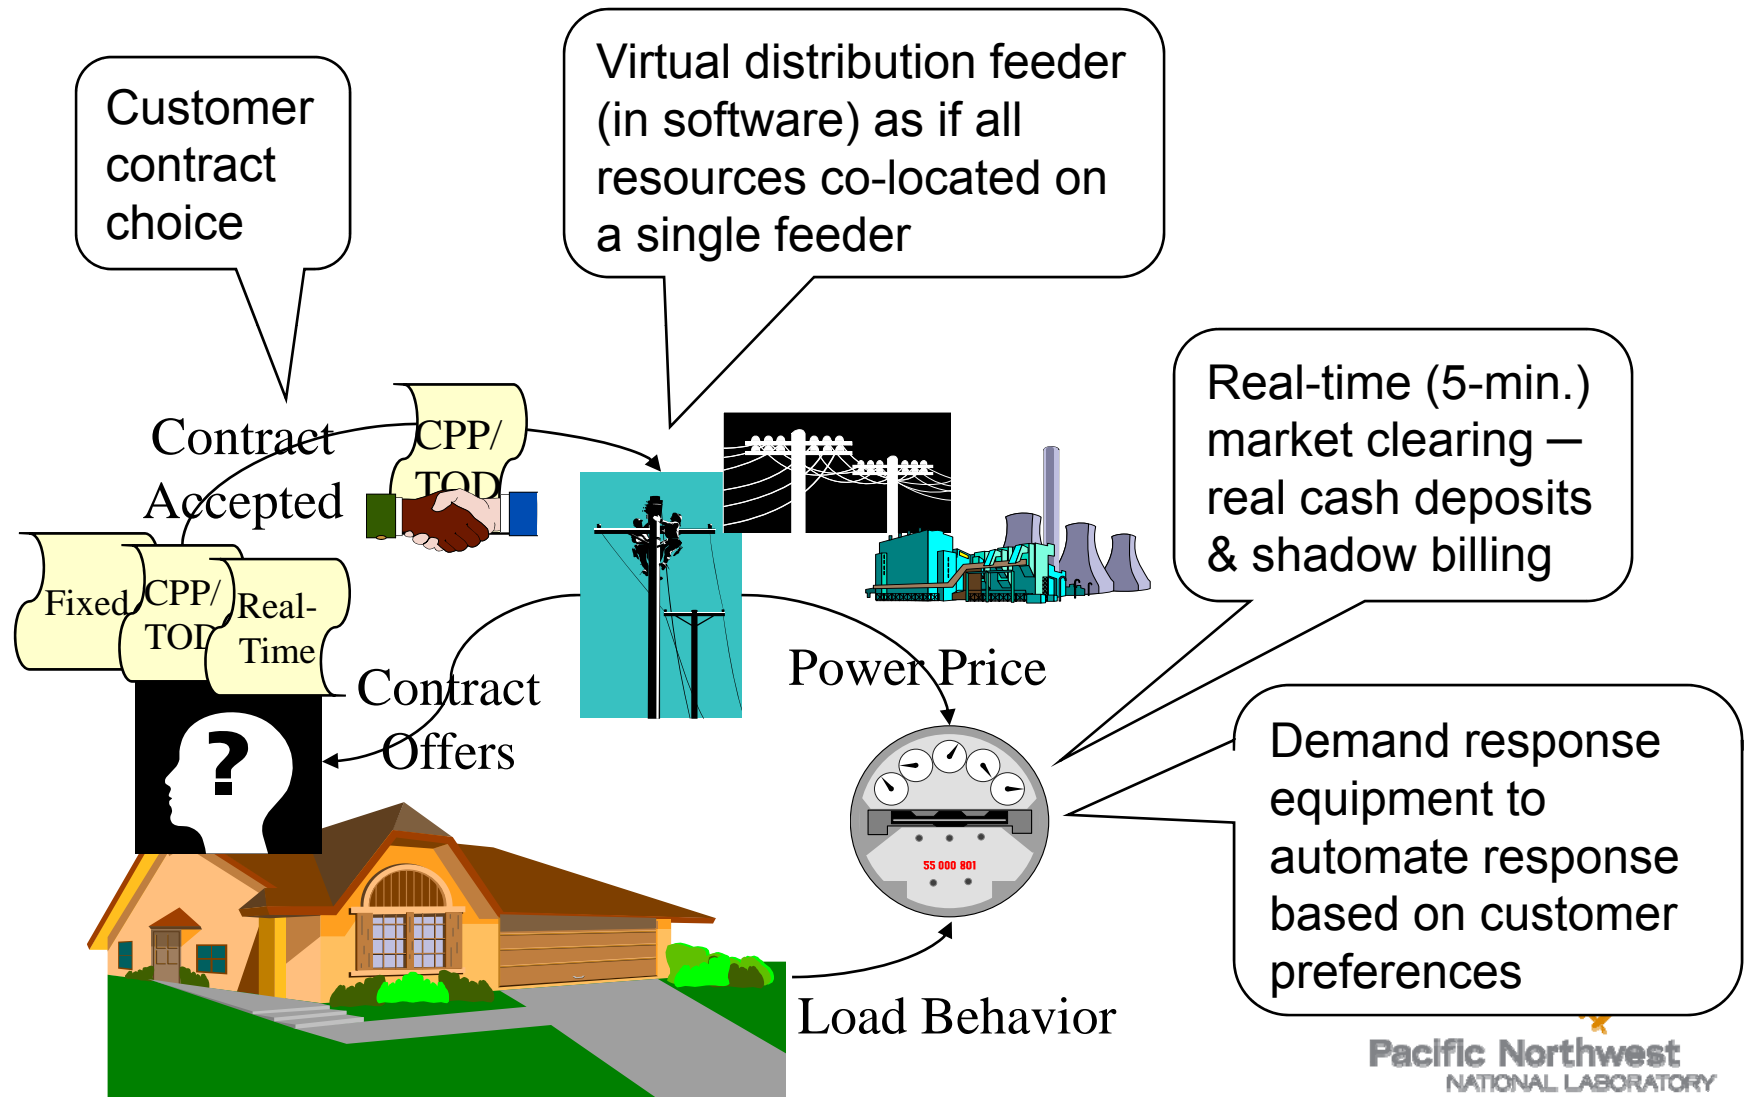 Customer
contract
choice
Virtual distribution feeder
(in software) as if all
resources co-located on
a single feeder
Real-time (5-min.)
market clearing –
real cash deposits
& shadow billing
Contract
Accepted
CPP/
TOD
Fixed
CPP/
TOD
Real-
Time
Contract
Offers
?
Power Price
Demand response
equipment to
automate response
based on customer
preferences
55 000 801
Load Behavior
Pacific Northwest
NATIONAL LABORATORY